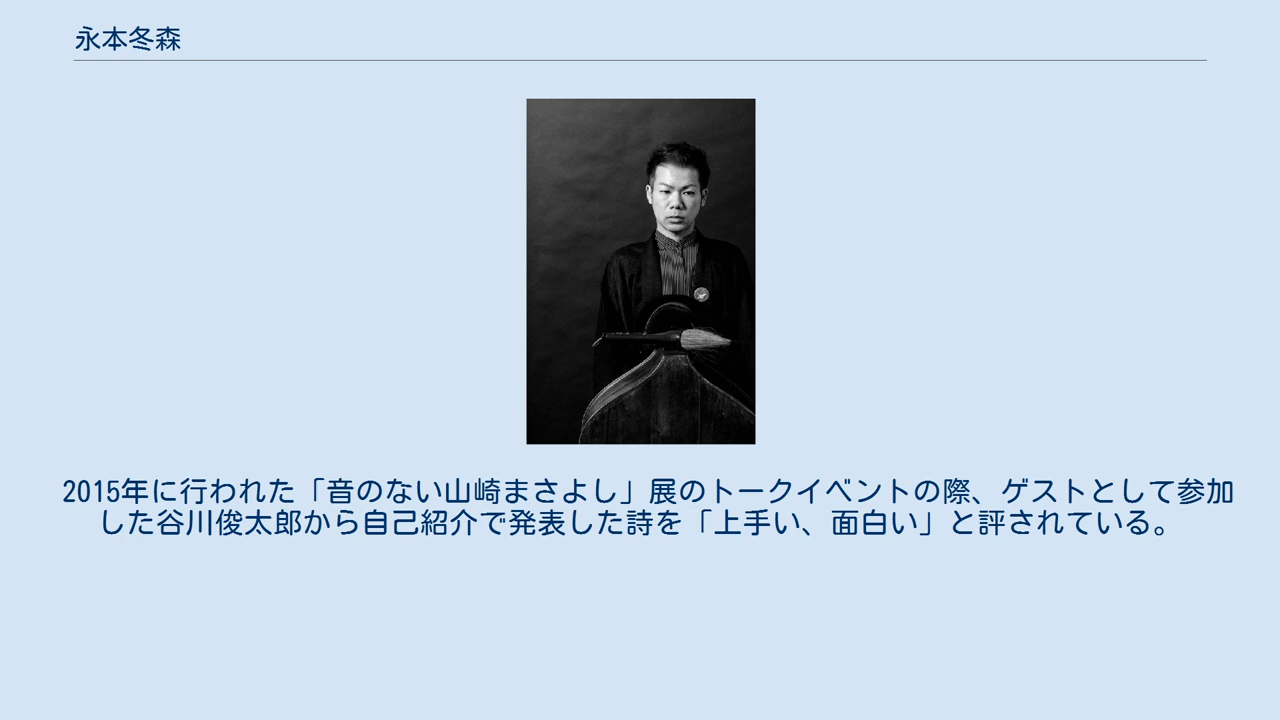 永本冬森
2015年に行われた「音のない山崎まさよし」展のトークイベントの際、ゲストとして参加
した谷川俊太郎から自己紹介で発表した詩を「上手い、面白い」と評されている。